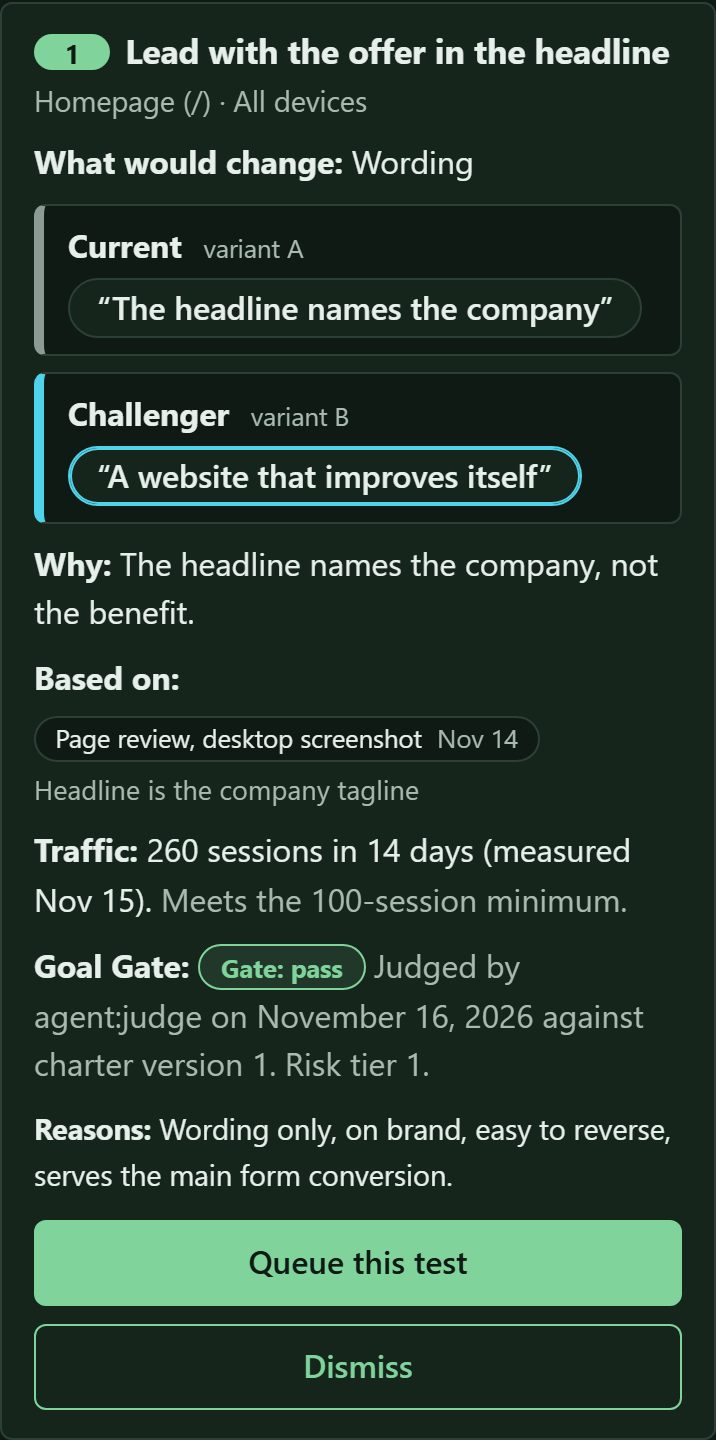 1 Lead with the offer in the headline
Homepage (/) · All devices
What would change: Wording
Current variant A
“The headline names the company”
Challenger variant B
“A website that improves itself”
Why: The headline names the company, not
the benefit.
Based on:
Page review, desktop screenshot Nov 14
Headline is the company tagline
Traffic: 260 sessions in 14 days (measured
Nov 15). Meets the 100-session minimum.
Goal Gate: Gate: pass Judged by
agent:judge on November 16, 2026 against
charter version 1. Risk tier 1.
Reasons: Wording only, on brand, easy to reverse,
serves the main form conversion.
Queue this test
Dismiss